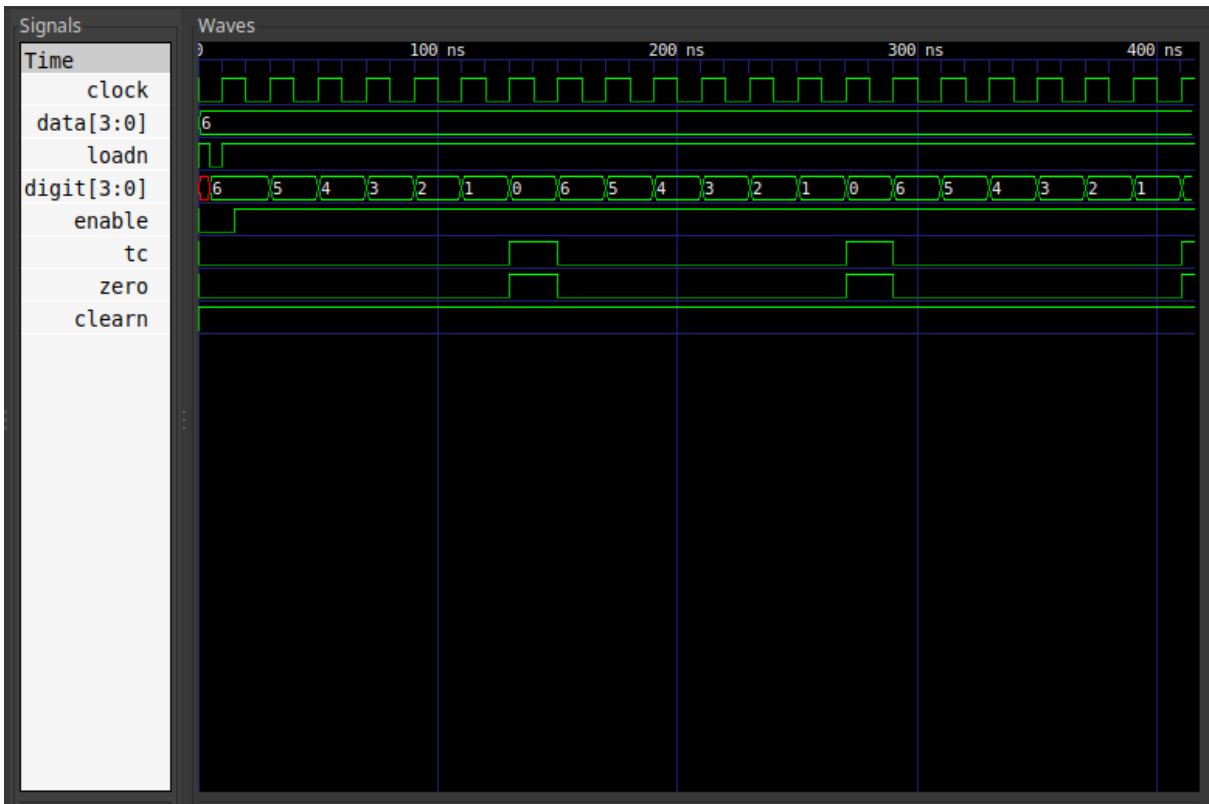 Signals
Waves
Time
0 100 ns 200 ns 300 ns 400 ns
clock
data[3:0] 6
loadn
digit[3:0] 6 5 4 3 2 1 0 6 5 4 3 2 1 0 6 5 4 3 2 1
enable
tc
zero
clearn